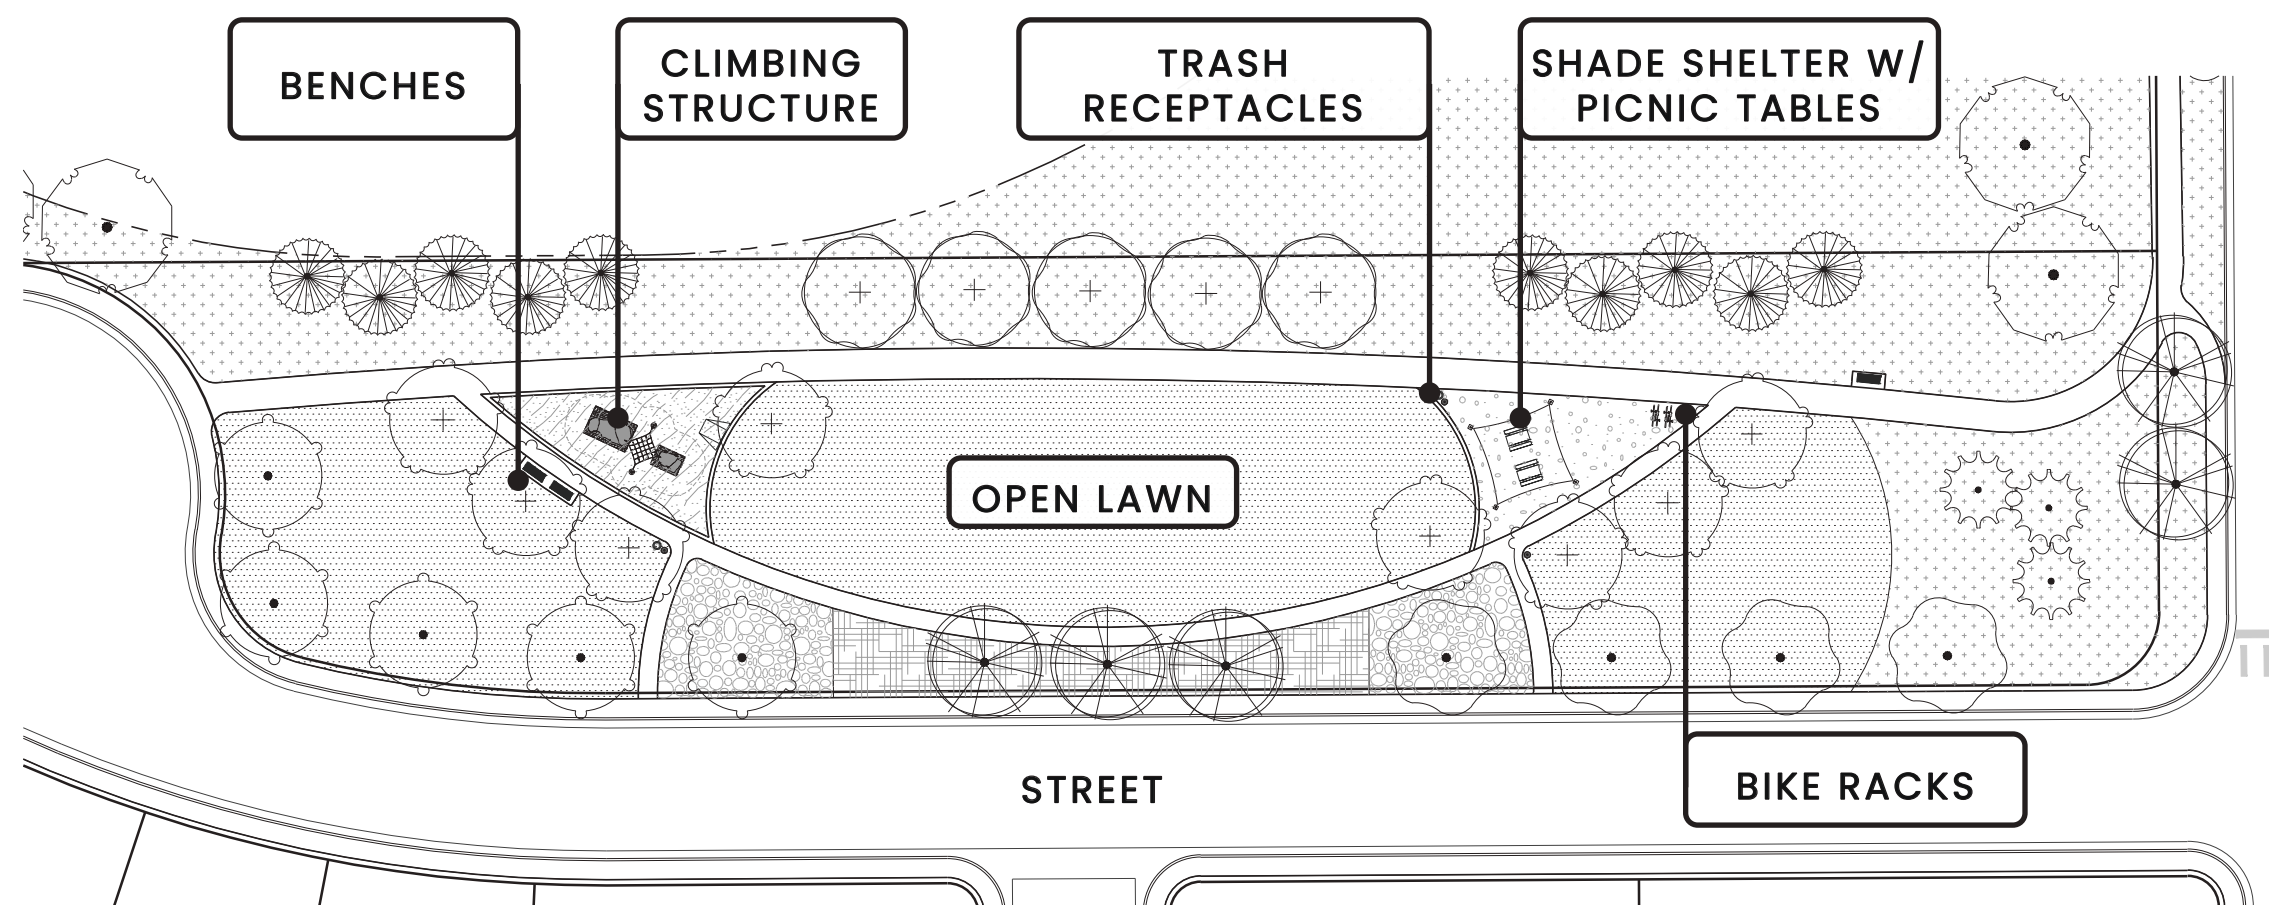 BENCHES
CLIMBING
STRUCTURE
TRASH
RECEPTACLES
SHADE SHELTER W/
PICNIC TABLES
OPEN LAWN
STREET
BIKE RACKS